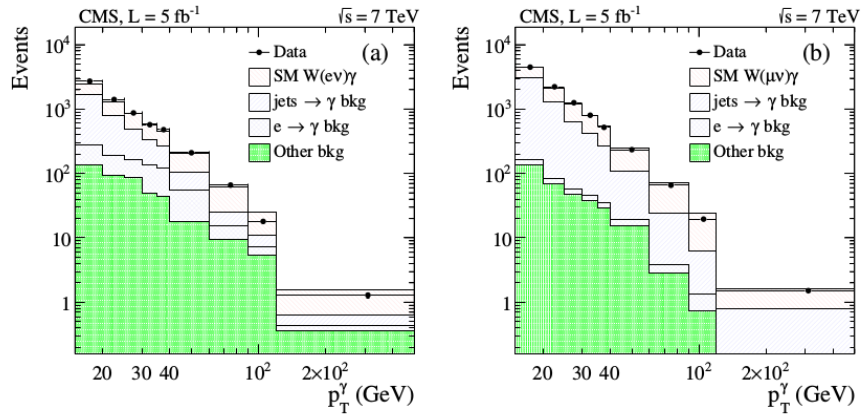 CMS, L = 5 fb⁻¹ √s = 7 TeV
Events
10⁴
10³
10²
10
1
(a)
Data
SM W(eν)γ
jets → γ bkg
e → γ bkg
Other bkg
20 30 40 10² 2×10²
p_T^γ (GeV)
CMS, L = 5 fb⁻¹ √s = 7 TeV
Events
10⁴
10³
10²
10
1
(b)
Data
SM W(μν)γ
jets → γ bkg
e → γ bkg
Other bkg
20 30 40 10² 2×10²
p_T^γ (GeV)